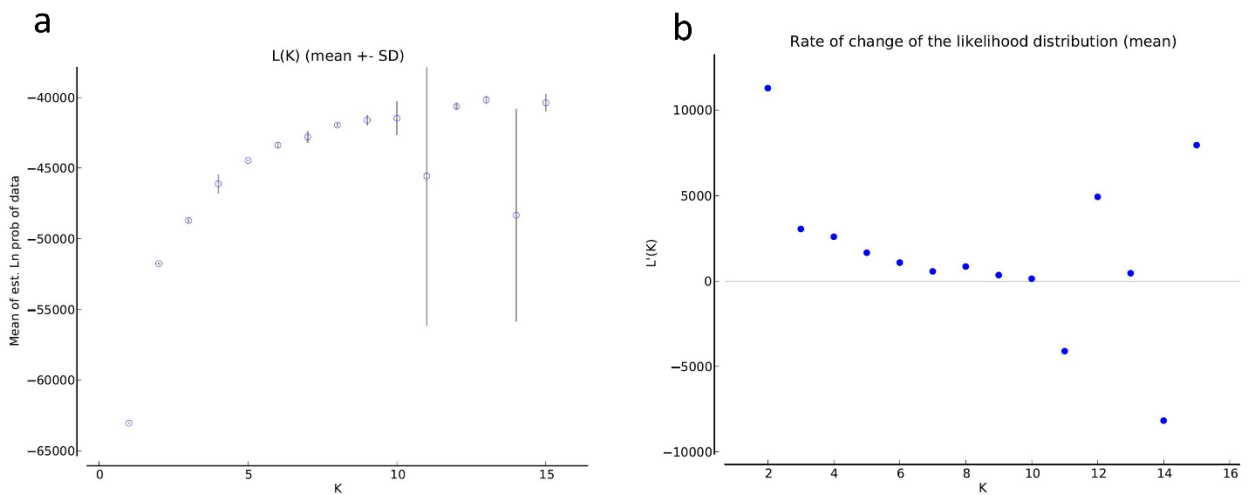 a
L(K) (mean +- SD)
Mean of est. Ln prob of data
−40000
−45000
−50000
−55000
−60000
−65000
0
5
10
15
K
b
Rate of change of the likelihood distribution (mean)
L'(K)
10000
5000
0
−5000
−10000
2
4
6
8
10
12
14
16
K